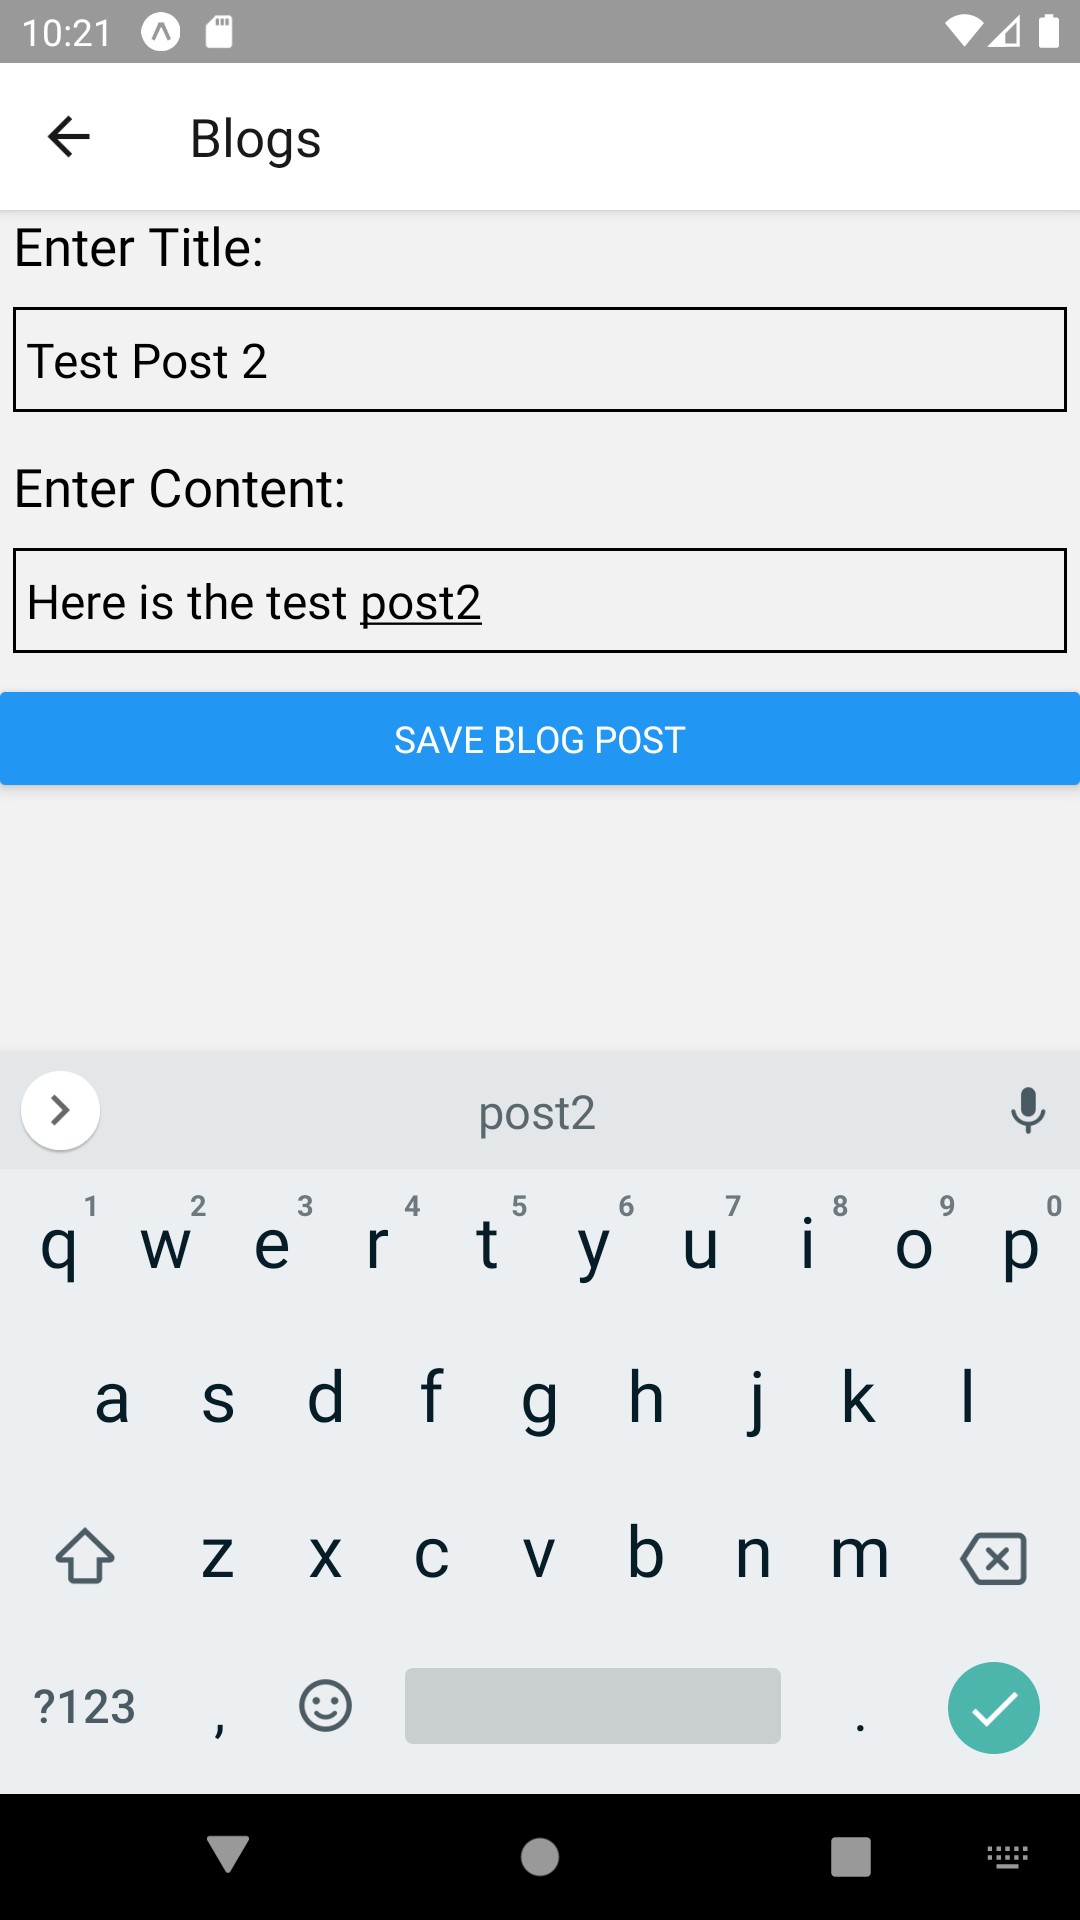 10:21
Blogs
Enter Title:
Test Post 2
Enter Content:
Here is the test post2
SAVE BLOG POST
post2
1 2 3 4 5 6 7 8 9 0
q w e r t y u i o p
a s d f g h j k l
z x c v b n m
?123 , .